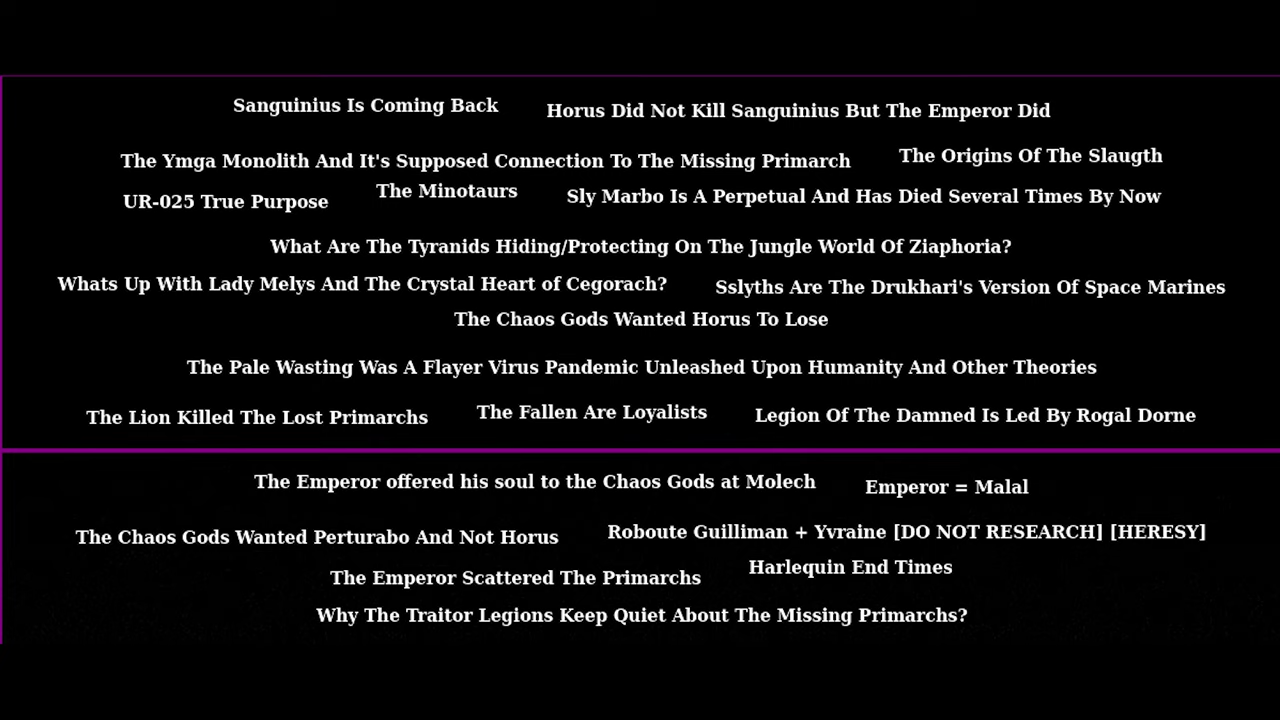 Sanguinius Is Coming Back
Horus Did Not Kill Sanguinius But The Emperor Did
The Ymga Monolith And It's Supposed Connection To The Missing Primarch
The Origins Of The Slaugth
UR-025 True Purpose
The Minotaurs
Sly Marbo Is A Perpetual And Has Died Several Times By Now
What Are The Tyranids Hiding/Protecting On The Jungle World Of Ziaphoria?
Whats Up With Lady Melys And The Crystal Heart of Cegorach?
Sslyths Are The Drukhari's Version Of Space Marines
The Chaos Gods Wanted Horus To Lose
The Pale Wasting Was A Flayer Virus Pandemic Unleashed Upon Humanity And Other Theories
The Lion Killed The Lost Primarchs
The Fallen Are Loyalists
Legion Of The Damned Is Led By Rogal Dorne
The Emperor offered his soul to the Chaos Gods at Molech
Emperor = Malal
The Chaos Gods Wanted Perturabo And Not Horus
Roboute Guilliman + Yvraine [DO NOT RESEARCH] [HERESY]
The Emperor Scattered The Primarchs
Harlequin End Times
Why The Traitor Legions Keep Quiet About The Missing Primarchs?